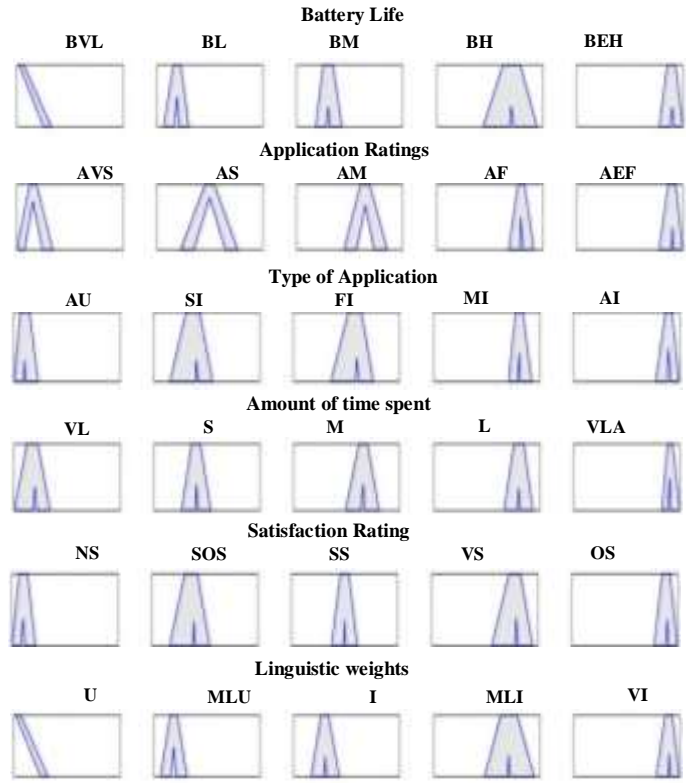 Battery Life
BVL BL BM BH BEH
Application Ratings
AVS AS AM AF AEF
Type of Application
AU SI FI MI AI
Amount of time spent
VL S M L VLA
Satisfaction Rating
NS SOS SS VS OS
Linguistic weights
U MLU I MLI VI